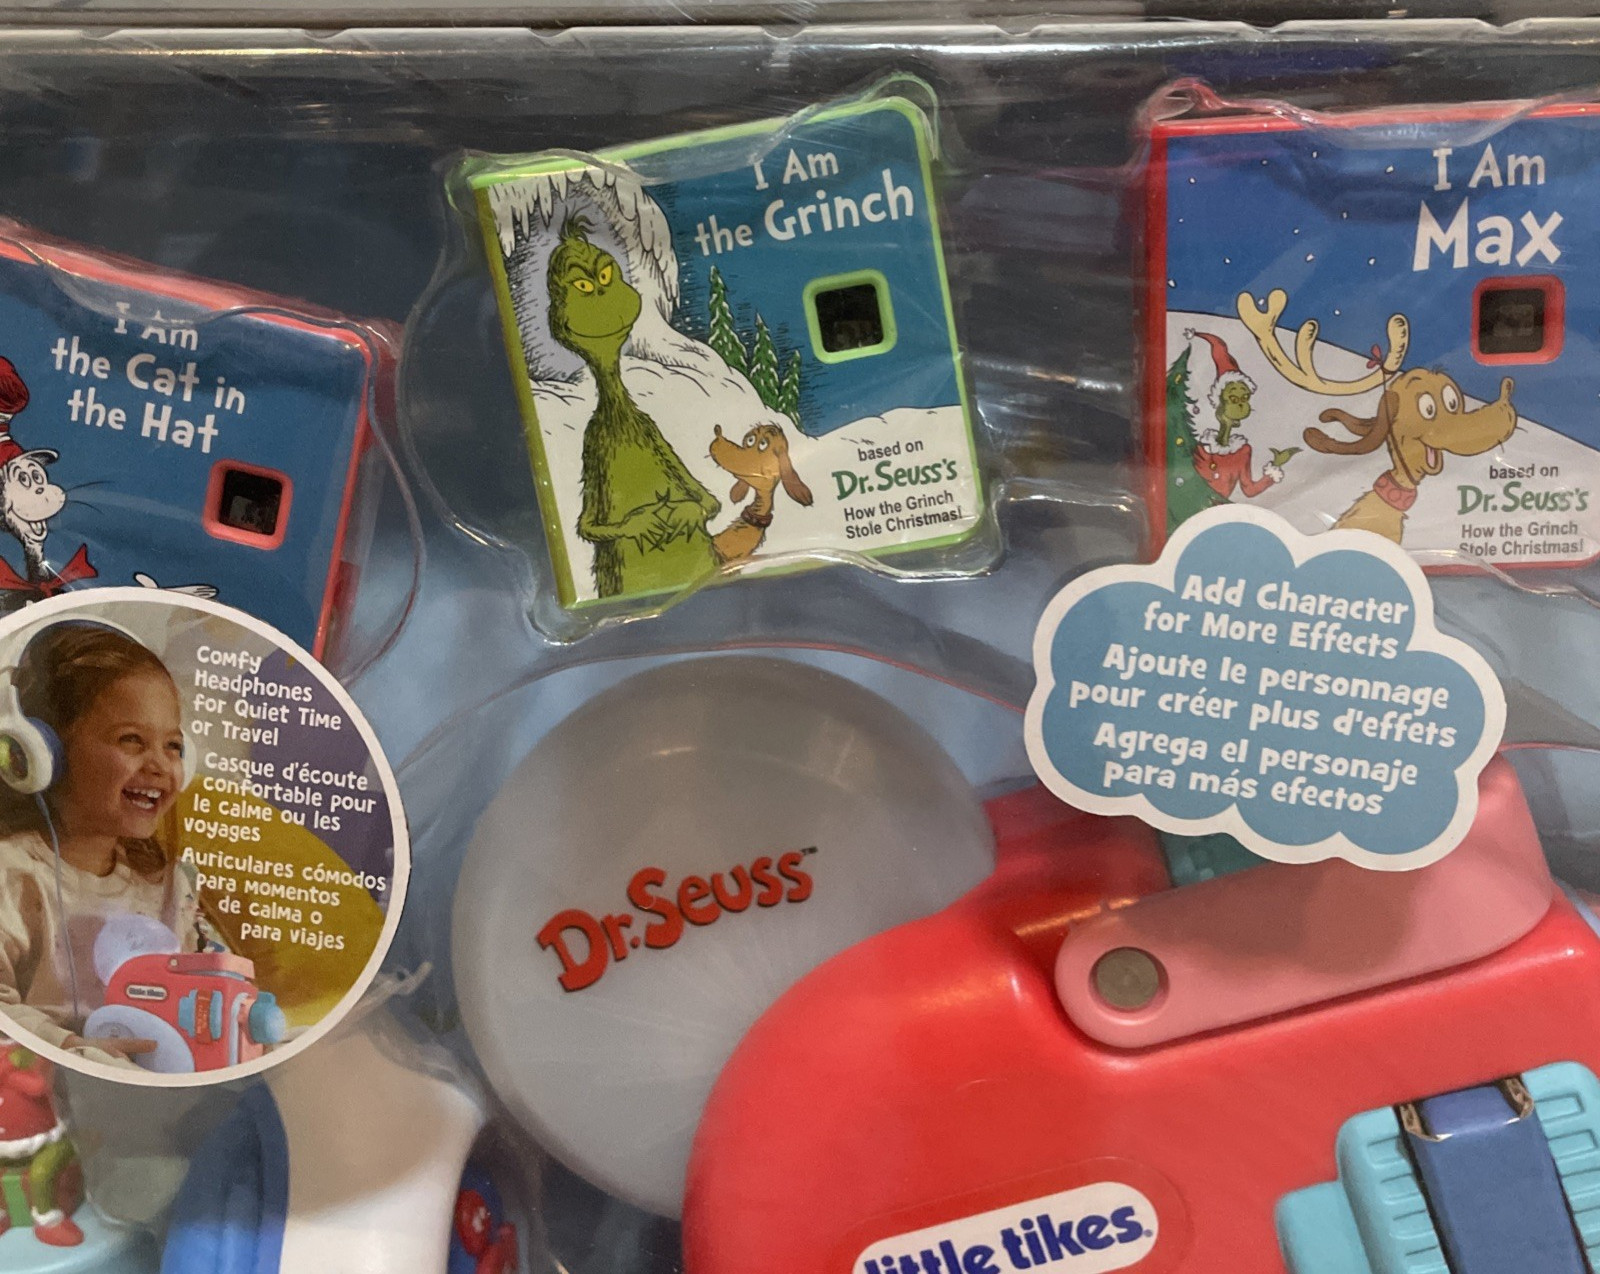 I Am
the Cat in
the Hat
I Am
the Grinch
based on
Dr. Seuss's
How the Grinch
Stole Christmas!
I Am
Max
based on
Dr. Seuss's
How the Grinch
Stole Christmas!
Add Character
for More Effects
Ajoute le personnage
pour créer plus d'effets
Agrega el personaje
para más efectos
Comfy
Headphones
for Quiet Time
or Travel
Casque d'écoute
confortable pour
le calme ou les
voyages
Auriculares cómodos
para momentos
de calma o
para viajes
little tikes
Dr. Seuss™
little tikes®